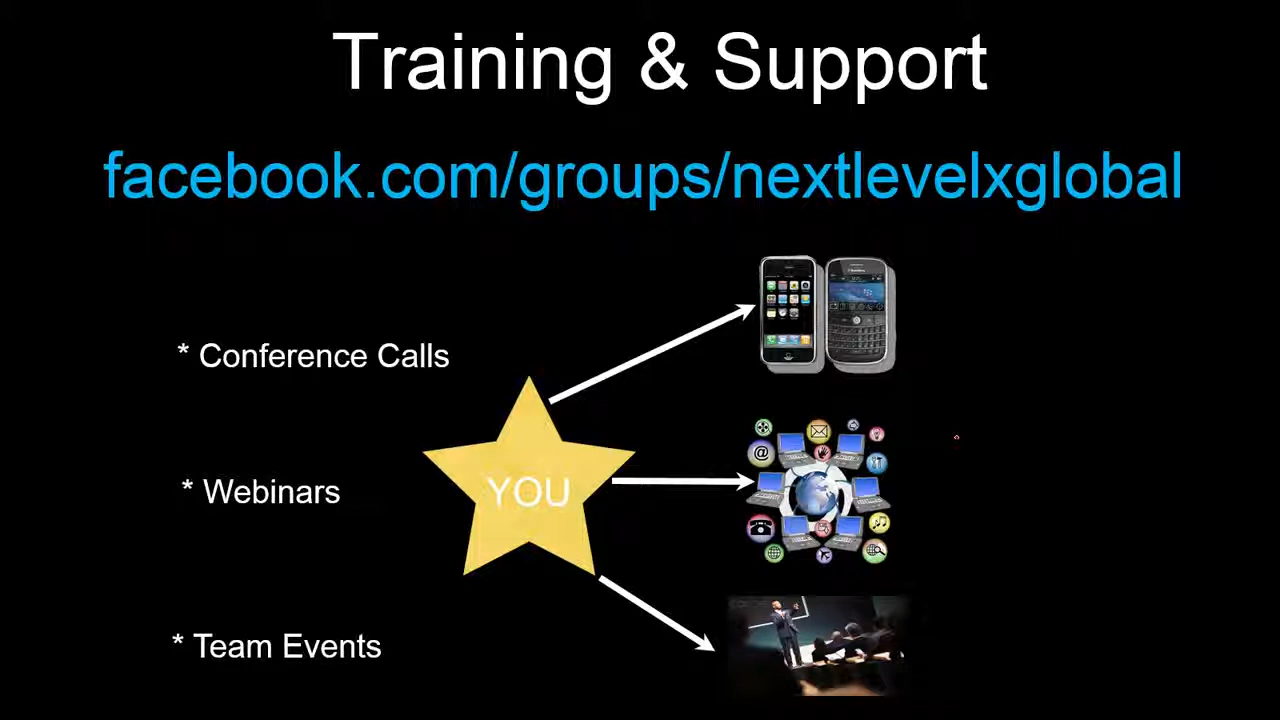 Training & Support
facebook.com/groups/nextlevelxglobal
* Conference Calls
YOU
* Webinars
* Team Events